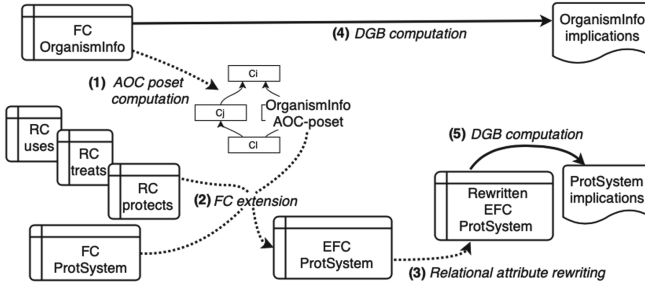 FC
OrganismInfo
(4) DGB computation
OrganismInfo
implications
(1) AOC poset
computation
Ci
Cj
OrganismInfo
AOC-poset
Cl
RC
uses
RC
treats
RC
protects
(2) FC extension
(5) DGB computation
Rewritten
EFC
ProtSystem
ProtSystem
implications
FC
ProtSystem
EFC
ProtSystem
(3) Relational attribute rewriting